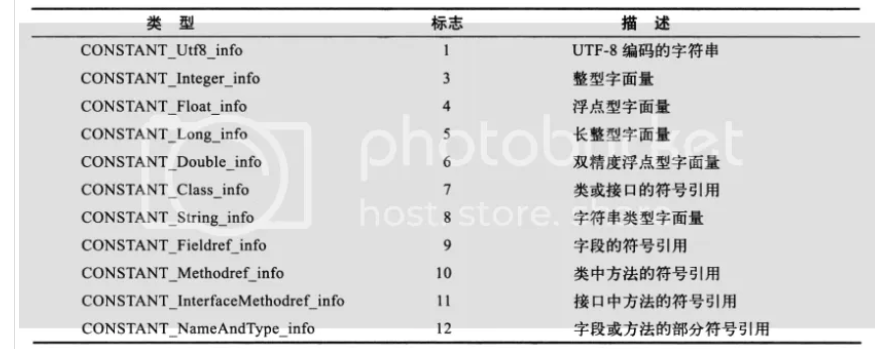 类 型 标志 描 述
CONSTANT_Utf8_info 1 UTF-8 编码的字符串
CONSTANT_Integer_info 3 整型字面量
CONSTANT_Float_info 4 浮点型字面量
CONSTANT_Long_info 5 长整型字面量
CONSTANT_Double_info 6 双精度浮点型字面量
CONSTANT_Class_info 7 类或接口的符号引用
CONSTANT_String_info 8 字符串类型字面量
CONSTANT_Fieldref_info 9 字段的符号引用
CONSTANT_Methodref_info 10 类中方法的符号引用
CONSTANT_InterfaceMethodref_info 11 接口中方法的符号引用
CONSTANT_NameAndType_info 12 字段或方法的部分符号引用
photobucket
host. store. share.